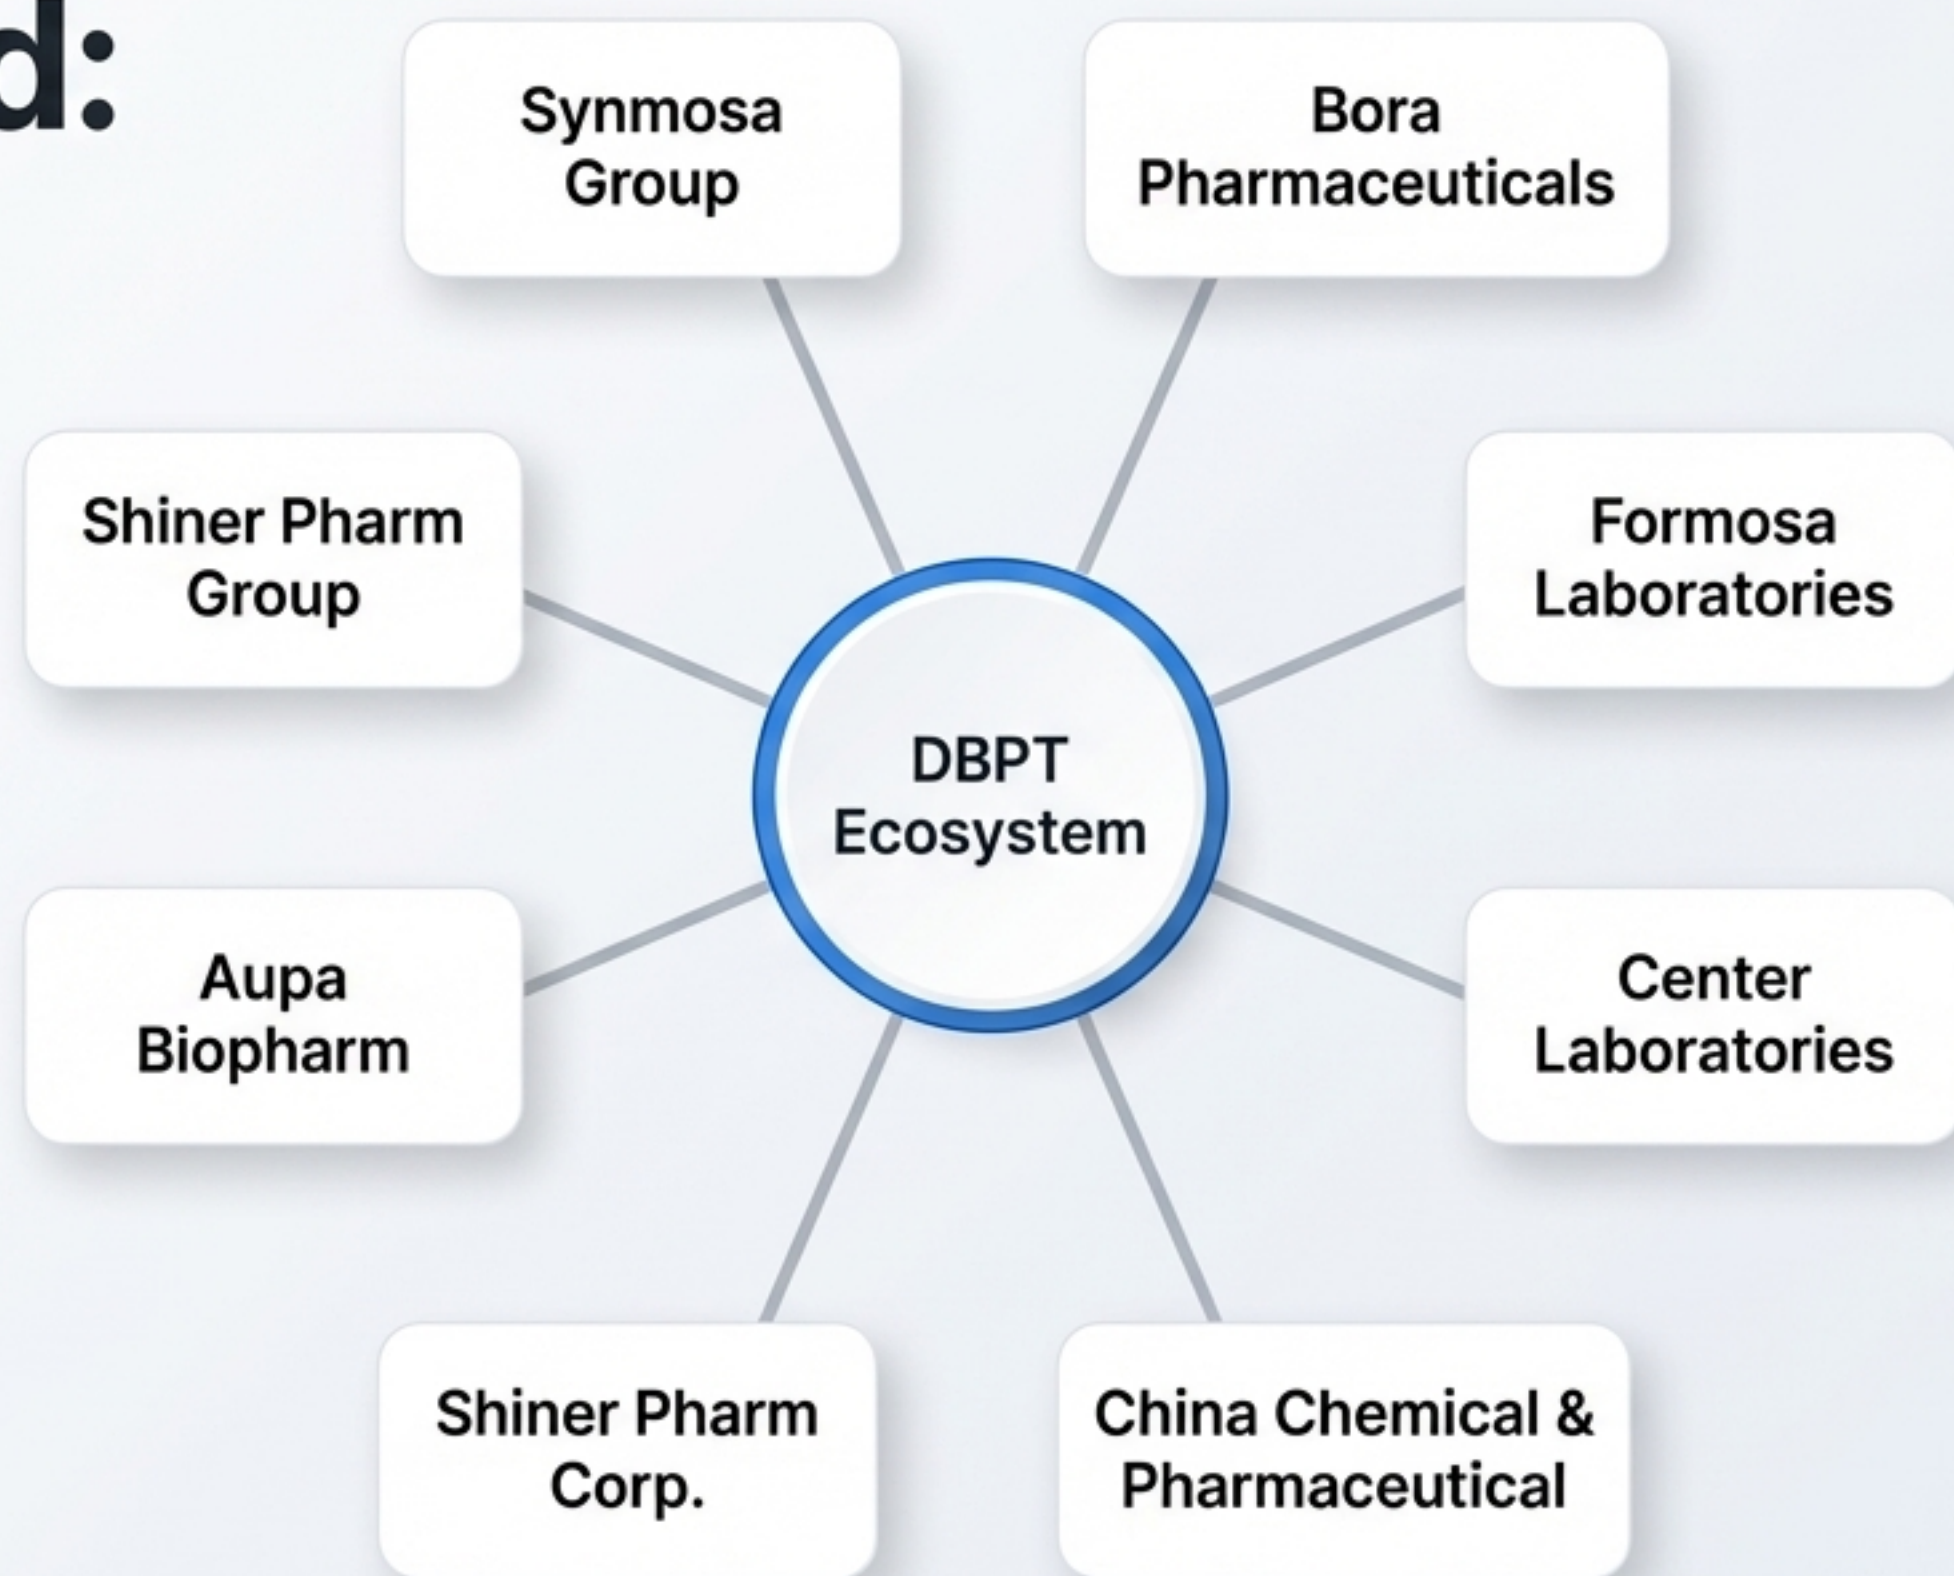 d:
Synmosa
Group
Bora
Pharmaceuticals
Shiner Pharm
Group
Formosa
Laboratories
DBPT
Ecosystem
Aupa
Biopharm
Center
Laboratories
Shiner Pharm
Corp.
China Chemical &
Pharmaceutical